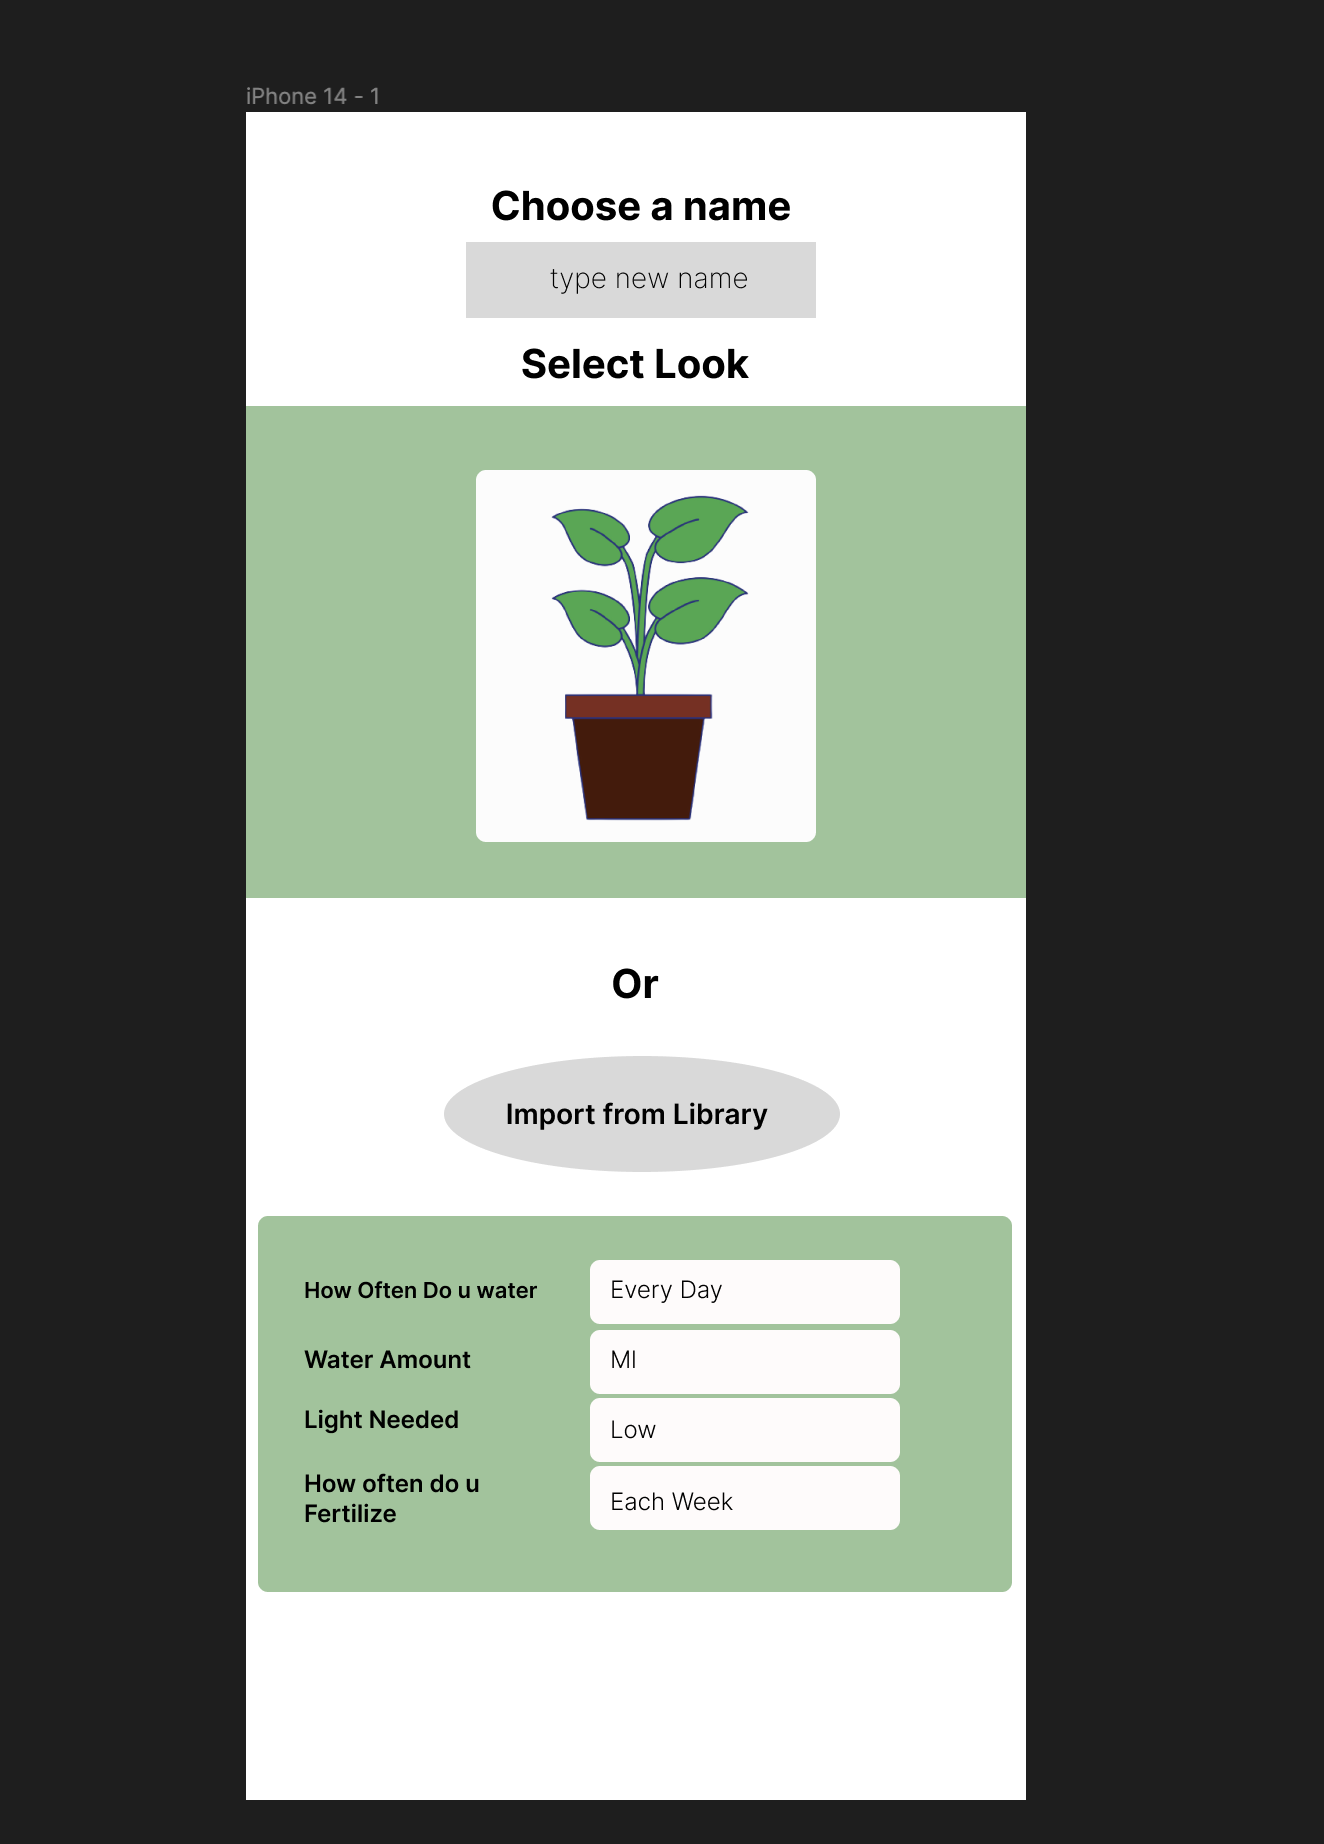 iPhone 14 - 1
Choose a name
type new name
Select Look
Or
Import from Library
How Often Do u water
Every Day
Water Amount
Ml
Light Needed
Low
How often do u
Fertilize
Each Week